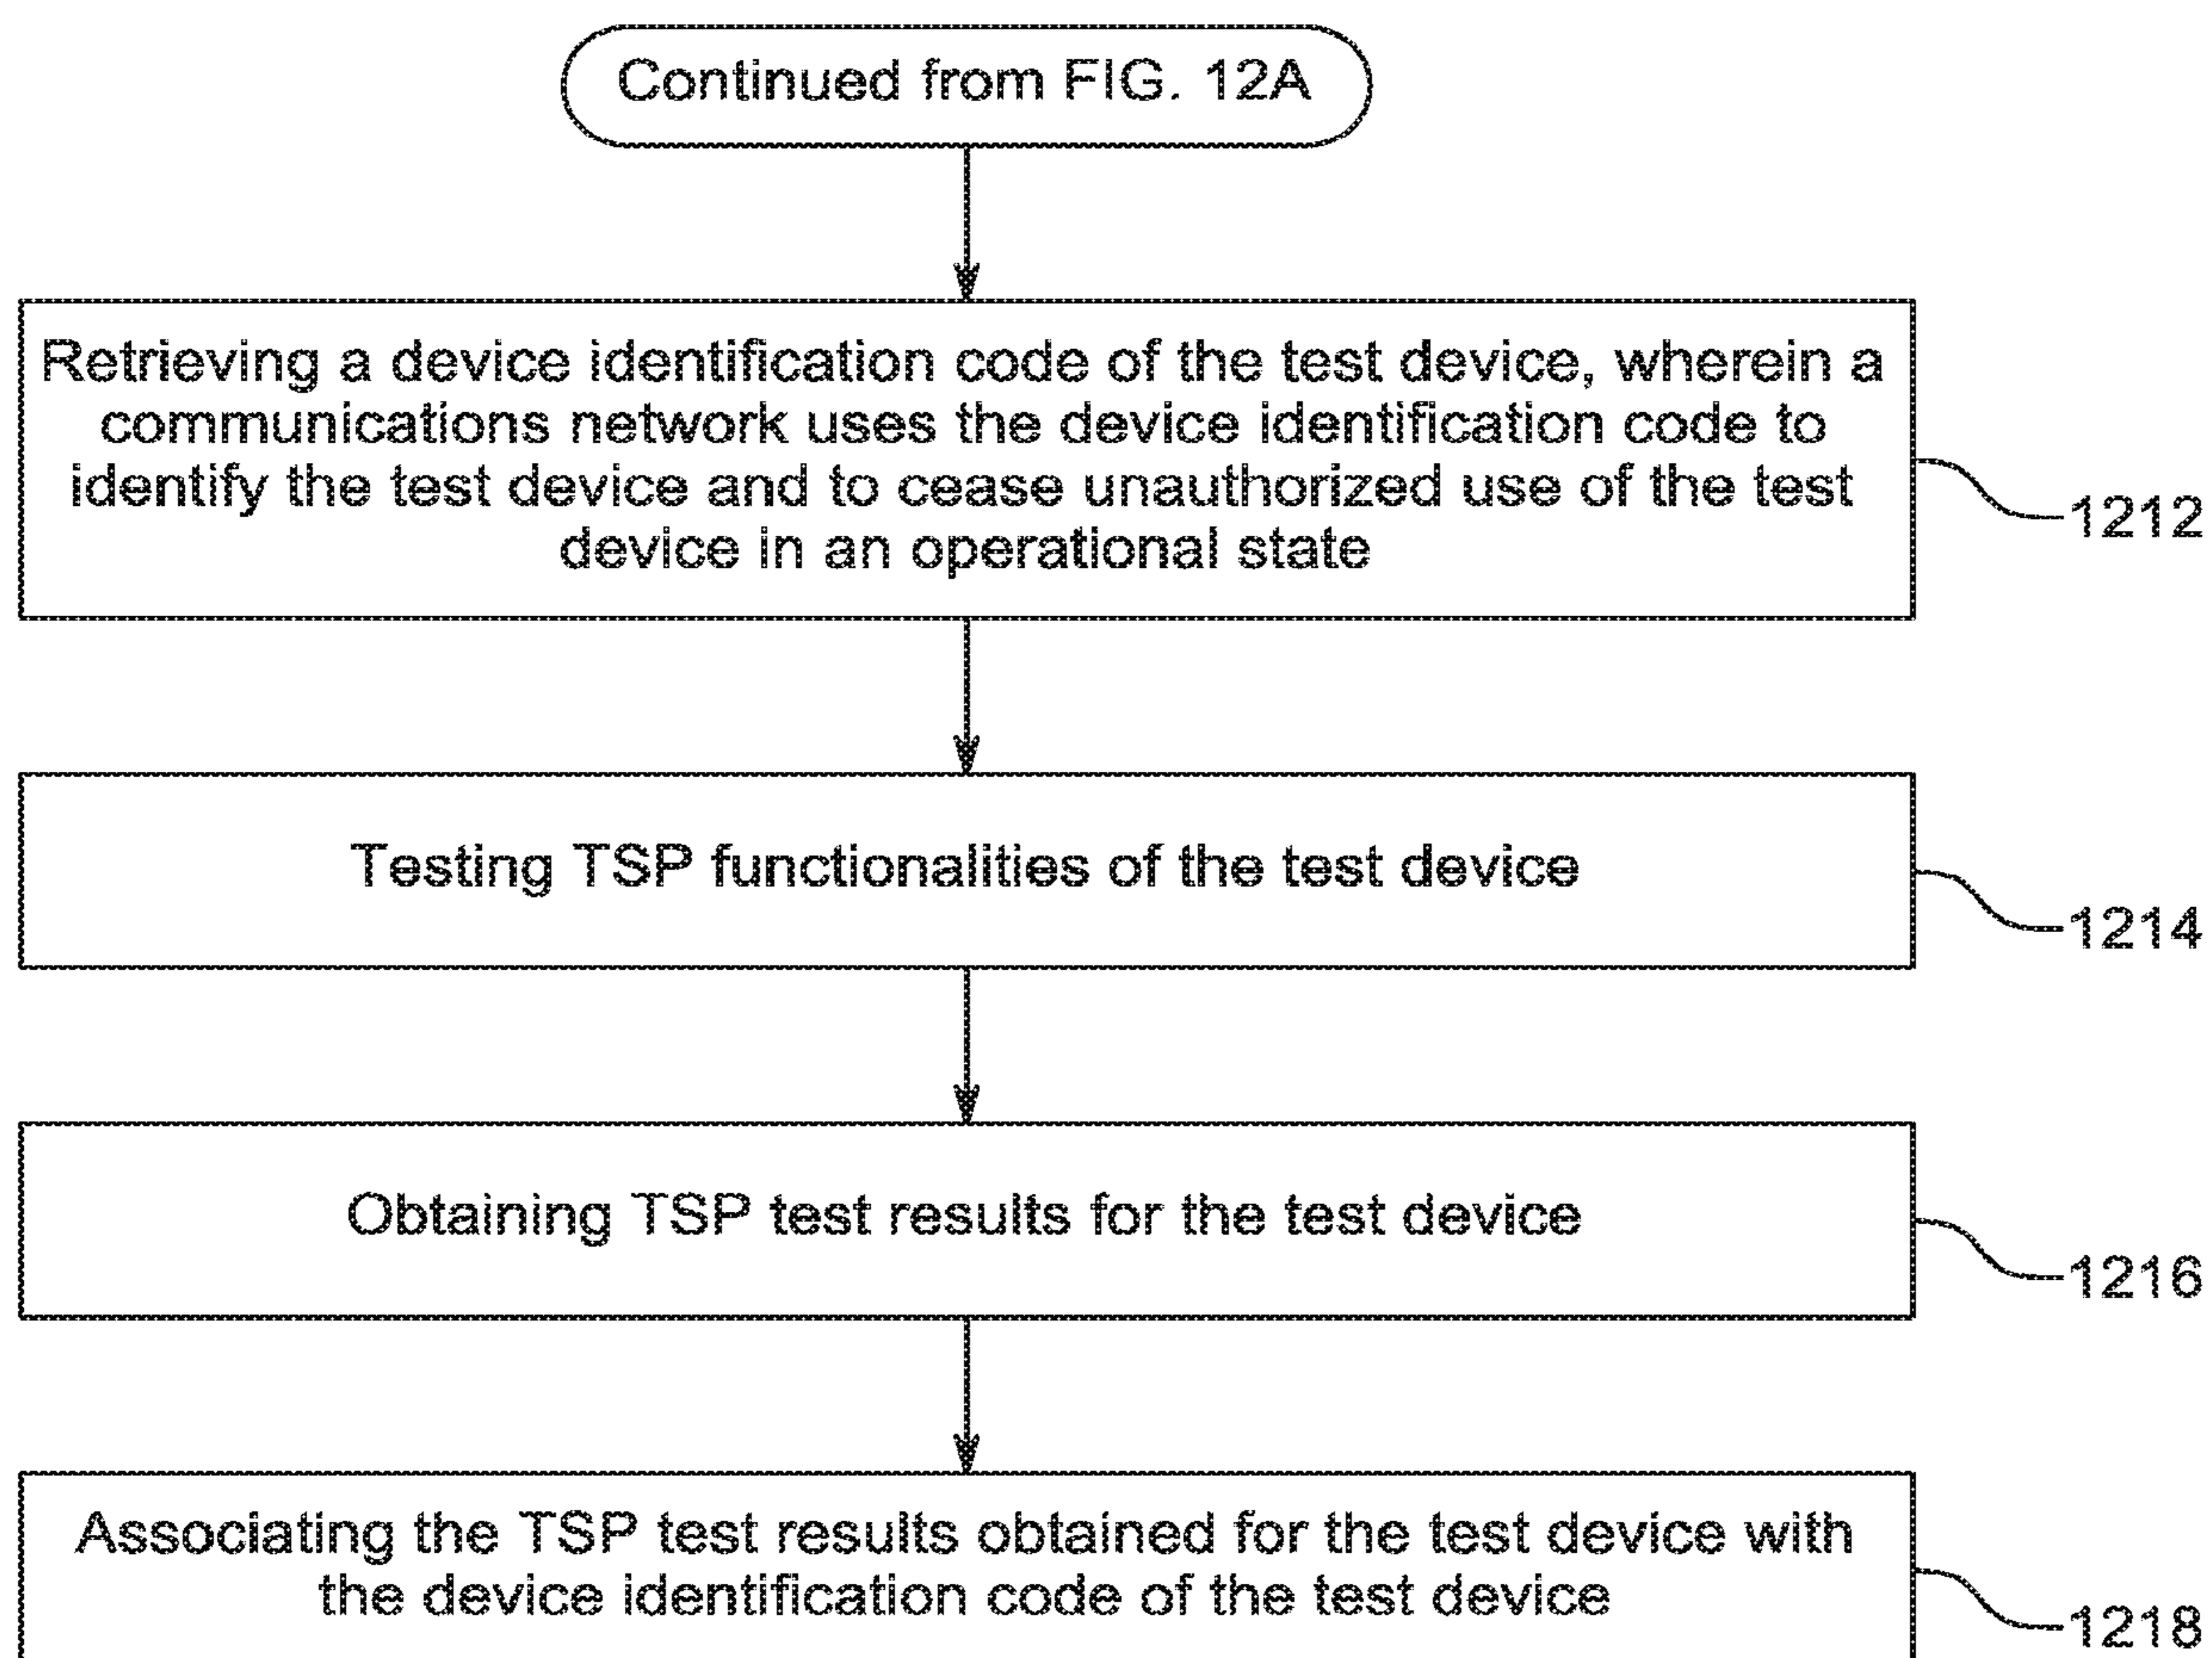 Continued from FIG. 12A
Retrieving a device identification code of the test device, wherein a
communications network uses the device identification code to
identify the test device and to cease unauthorized use of the test
device in an operational state
1212
Testing TSP functionalities of the test device
1214
Obtaining TSP test results for the test device
1216
Associating the TSP test results obtained for the test device with
the device identification code of the test device
1218